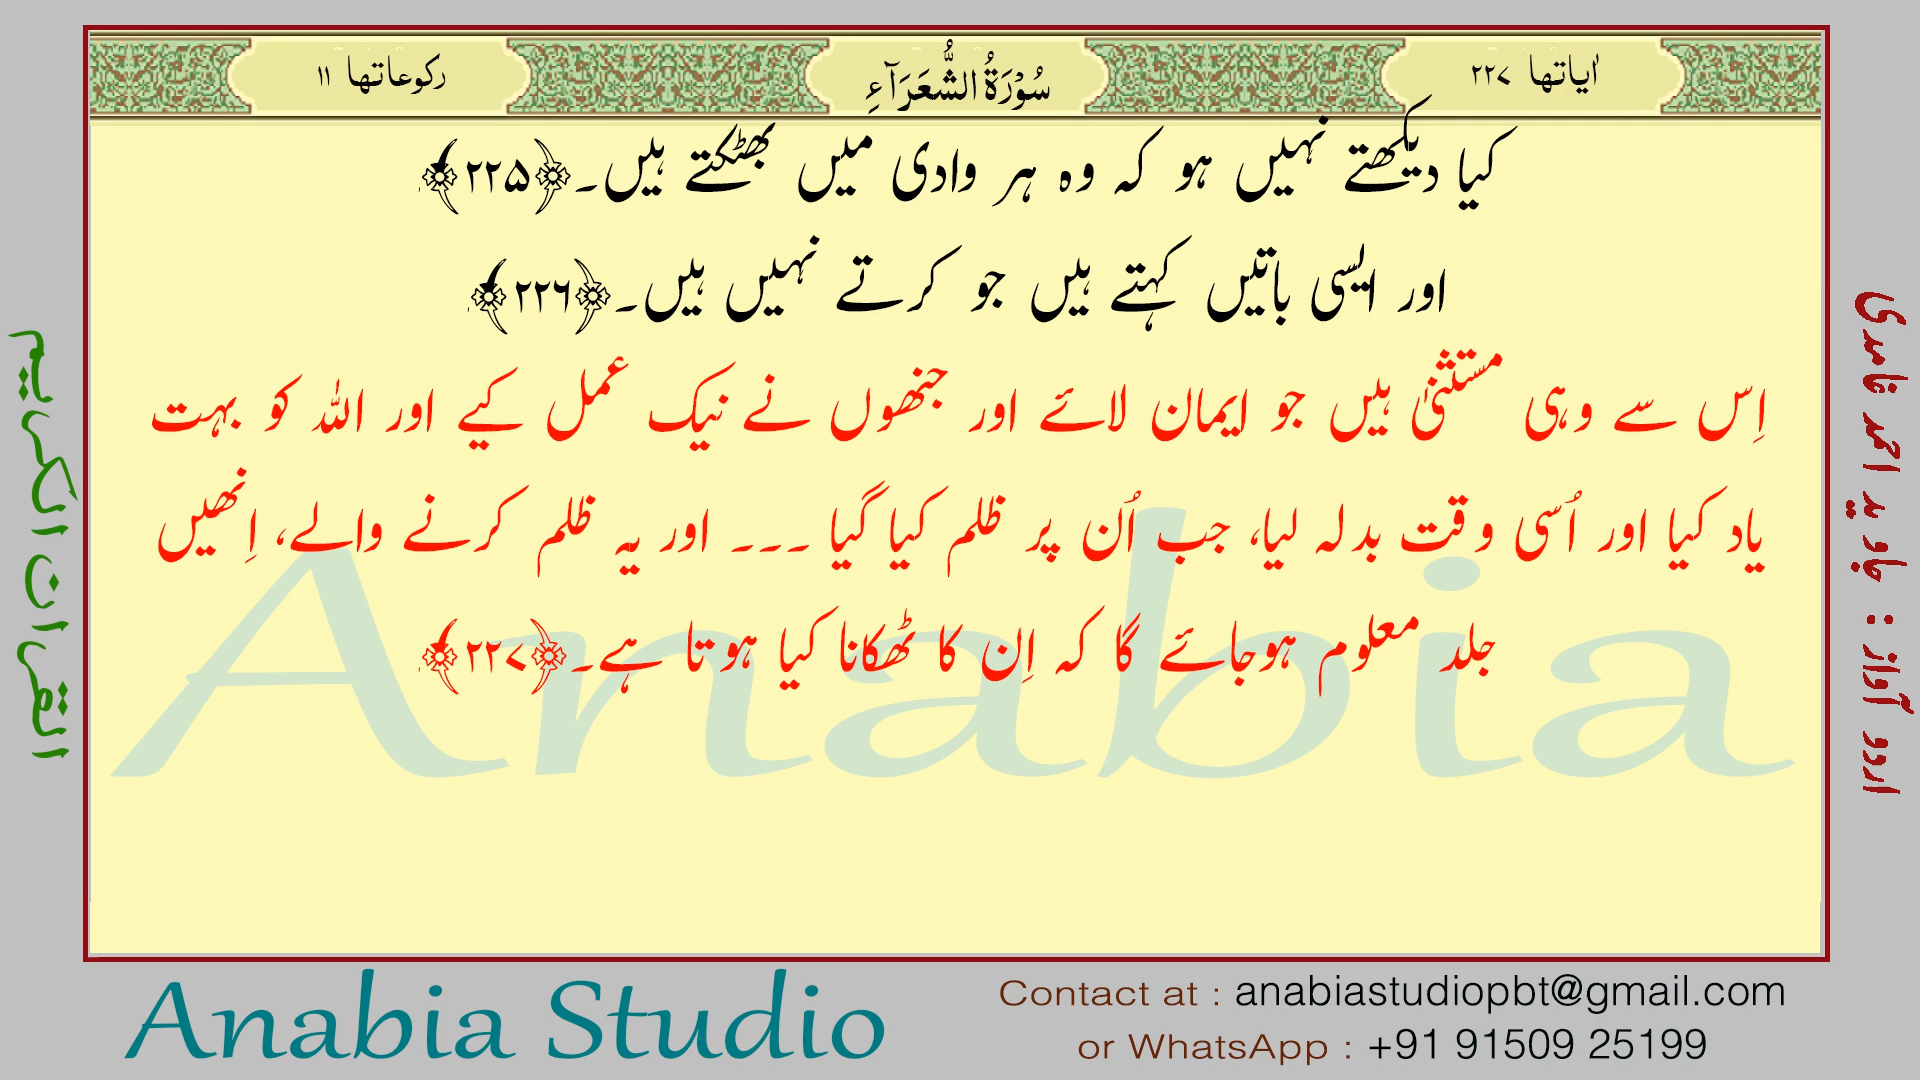 اٰیاتھا ۲۲۷
سُوْرَةُ الشُّعَرَآءِ
رکوعاتھا ۱۱
کیا دیکھتے نہیں ہو کہ وہ ہر وادی میں بھٹکتے ہیں۔﴿۲۲۵﴾
اور ایسی باتیں کہتے ہیں جو کرتے نہیں ہیں۔﴿۲۲۶﴾
اِس سے وہی مستثنیٰ ہیں جو ایمان لائے اور جنھوں نے نیک عمل کیے اور اللہ کو بہت
یاد کیا اور اُسی وقت بدلہ لیا، جب اُن پر ظلم کیا گیا ۔۔۔ اور یہ ظلم کرنے والے، اِنھیں
جلد معلوم ہوجائے گا کہ اِن کا ٹھکانا کیا ہوتا ہے۔﴿۲۲۷﴾
Anabia
القراٰن الکریم
اردو آواز : جاوید احمد غامدی
Anabia Studio
Contact at : anabiastudiopbt@gmail.com
or WhatsApp : +91 91509 25199